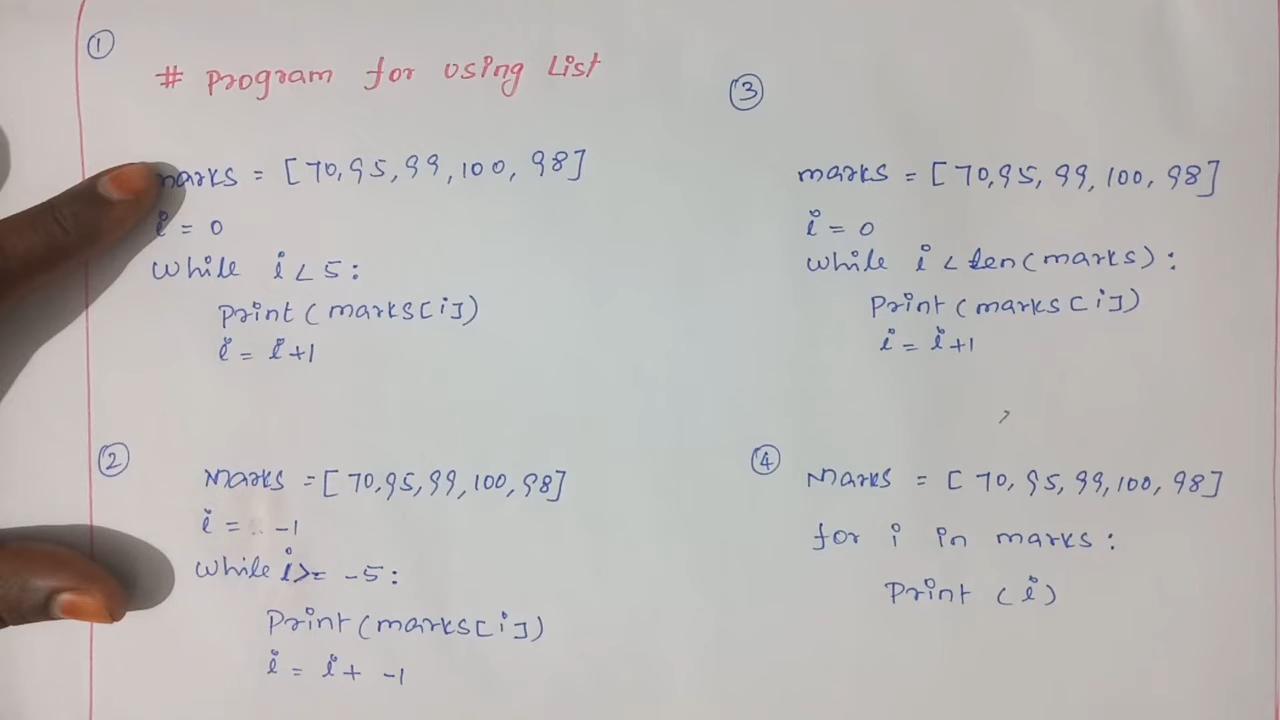 ①
# Program for using List
marks = [70,95,99,100, 98]
i = 0
while i < 5:
print(marks[i])
i = i+1
②
Marks = [70,95,99,100,98]
i = -1
while i>= -5:
Print(marks[i])
i = i+ -1
③
marks = [70,95,99,100,98]
i = 0
while i < len(marks):
Print(marks[i])
i = i+1
④
Marks = [70,95,99,100,98]
for i in marks:
Print (i)